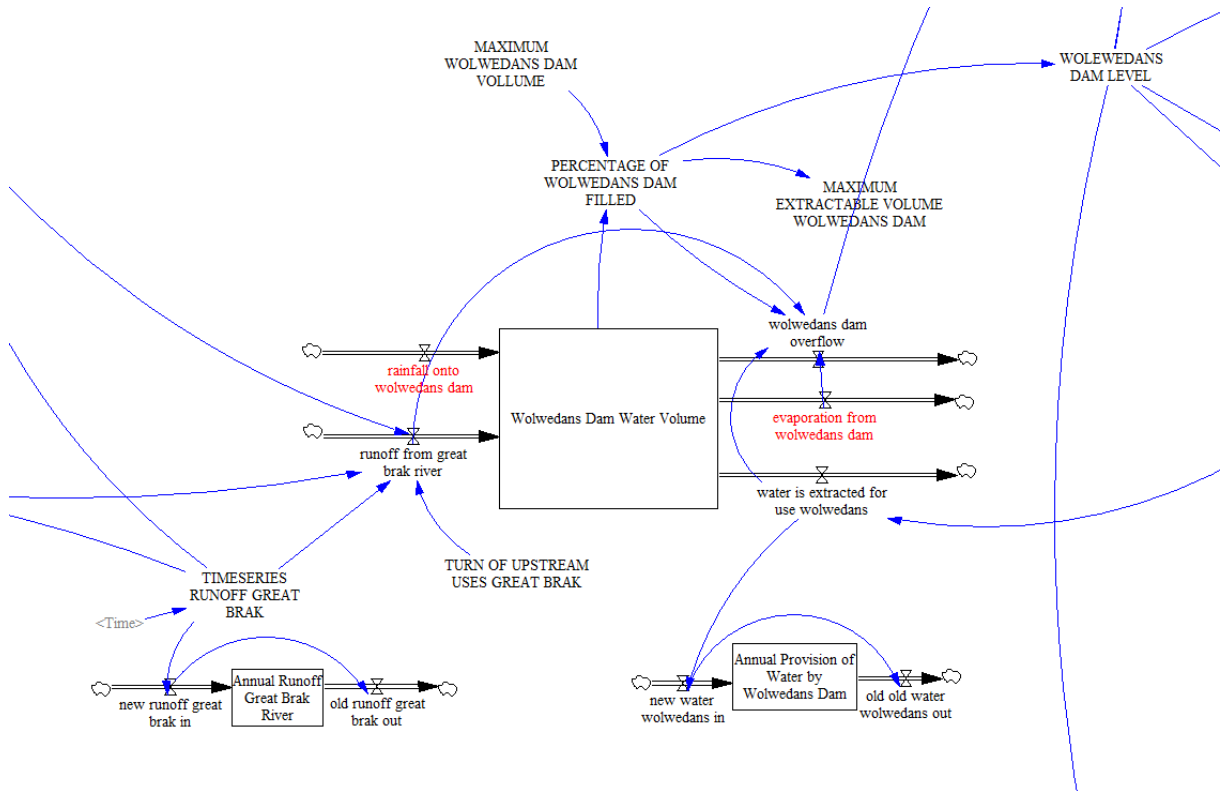 MAXIMUM
WOLWEDANS DAM
VOLLUME
WOLEWEDANS
DAM LEVEL
PERCENTAGE OF
WOLWEDANS DAM
FILLED
MAXIMUM
EXTRACTABLE VOLUME
WOLWEDANS DAM
wolwedans dam
overflow
rainfall onto
wolwedans dam
Wolwedans Dam Water Volume
evaporation from
wolwedans dam
runoff from great
brak river
water is extracted for
use wolwedans
TURN OF UPSTREAM
USES GREAT BRAK
TIMESERIES
RUNOFF GREAT
BRAK
<Time>
Annual Runoff
Great Brak
River
new runoff great
brak in
old runoff great
brak out
Annual Provision of
Water by
Wolwedans Dam
new water
wolwedans in
old old water
wolwedans out